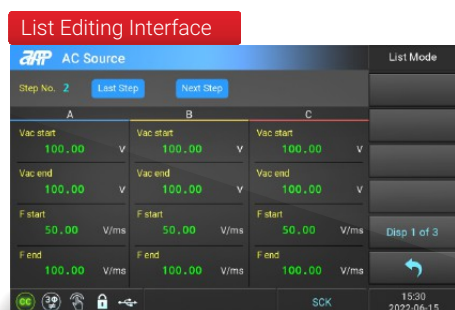 List Editing Interface
AC Source
List Mode
Step No. 2 Last Step Next Step
A B C
Vac start Vac start Vac start
100.00 V 100.00 V 100.00 V
Vac end Vac end Vac end
100.00 V 100.00 V 100.00 V
F start F start F start
50.00 V/ms 50.00 V/ms 50.00 V/ms
Disp 1 of 3
F end F end F end
100.00 V/ms 100.00 V/ms 100.00 V/ms
CC 3Φ SCK 15:30
2022-06-15